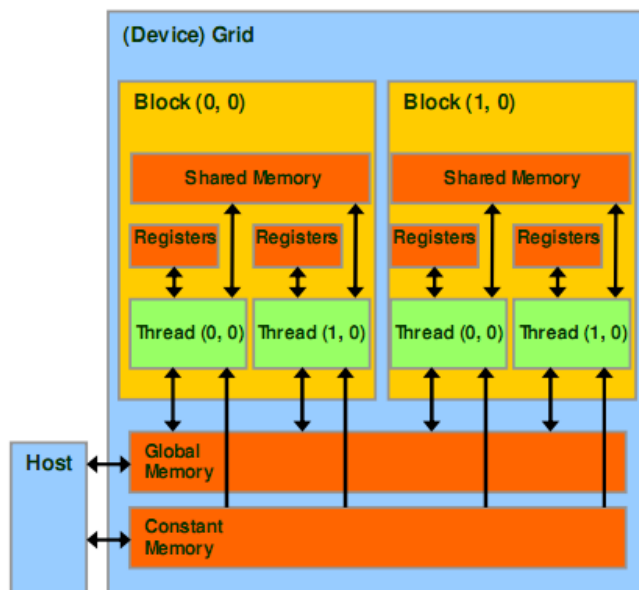 (Device) Grid
Block (0, 0)
Block (1, 0)
Shared Memory
Shared Memory
Registers
Registers
Registers
Registers
Thread (0, 0)
Thread (1, 0)
Thread (0, 0)
Thread (1, 0)
Host
Global
Memory
Constant
Memory